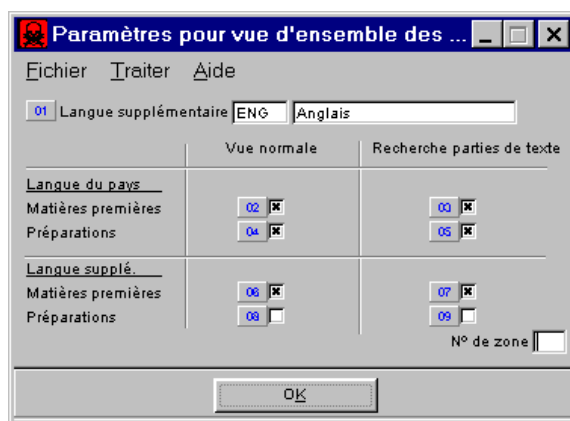 Paramètres pour vue d'ensemble des ...
Fichier Traiter Aide
01 Langue supplémentaire ENG Anglais
Vue normale Recherche parties de texte
Langue du pays
Matières premières 02 03
Préparations 04 05
Langue supplé.
Matières premières 06 07
Préparations 08 09
Nº de zone
OK